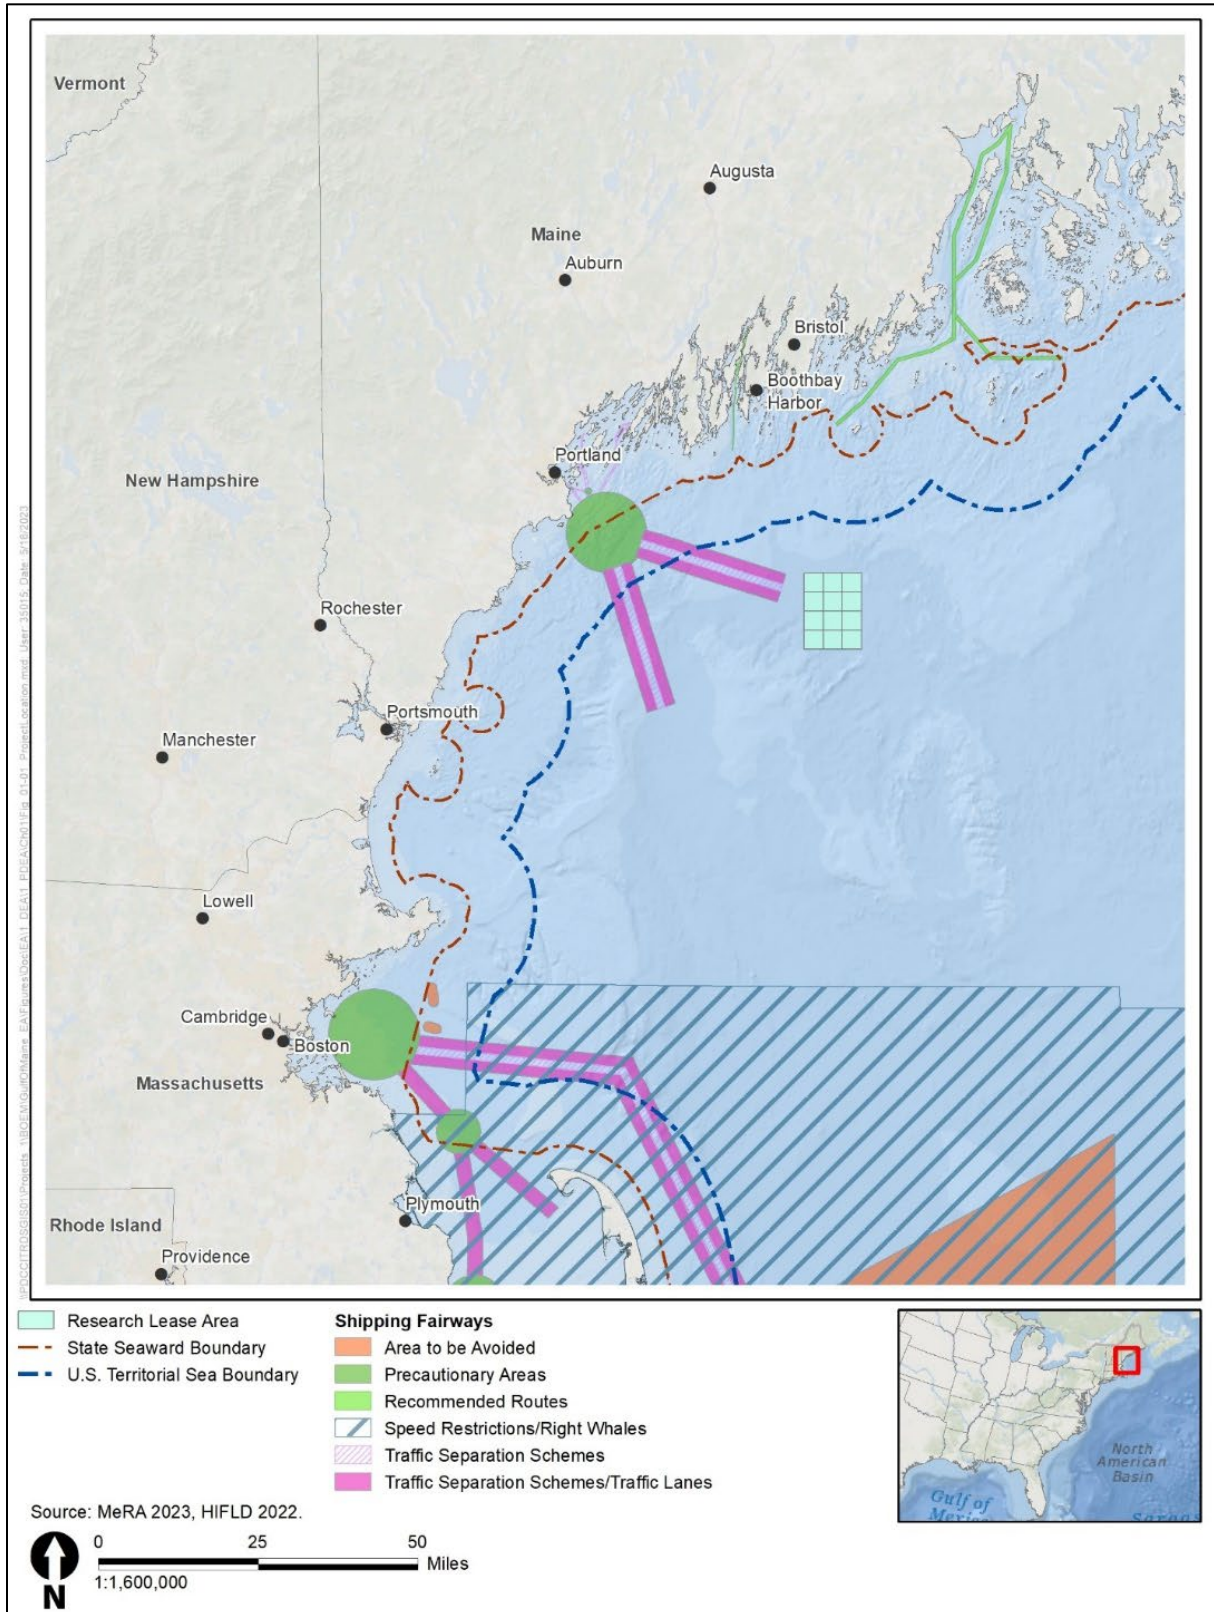 Vermont
Augusta
Maine
Auburn
Bristol
Boothbay
Harbor
Portland
New Hampshire
Rochester
Portsmouth
Manchester
Lowell
Cambridge
Boston
Massachusetts
Plymouth
Rhode Island
Providence
Research Lease Area
State Seaward Boundary
U.S. Territorial Sea Boundary
Shipping Fairways
Area to be Avoided
Precautionary Areas
Recommended Routes
Speed Restrictions/Right Whales
Traffic Separation Schemes
Traffic Separation Schemes/Traffic Lanes
North
American
Basin
Gulf of
Source: MeRA 2023, HIFLD 2022.
N
0 25 50
Miles
1:1,600,000